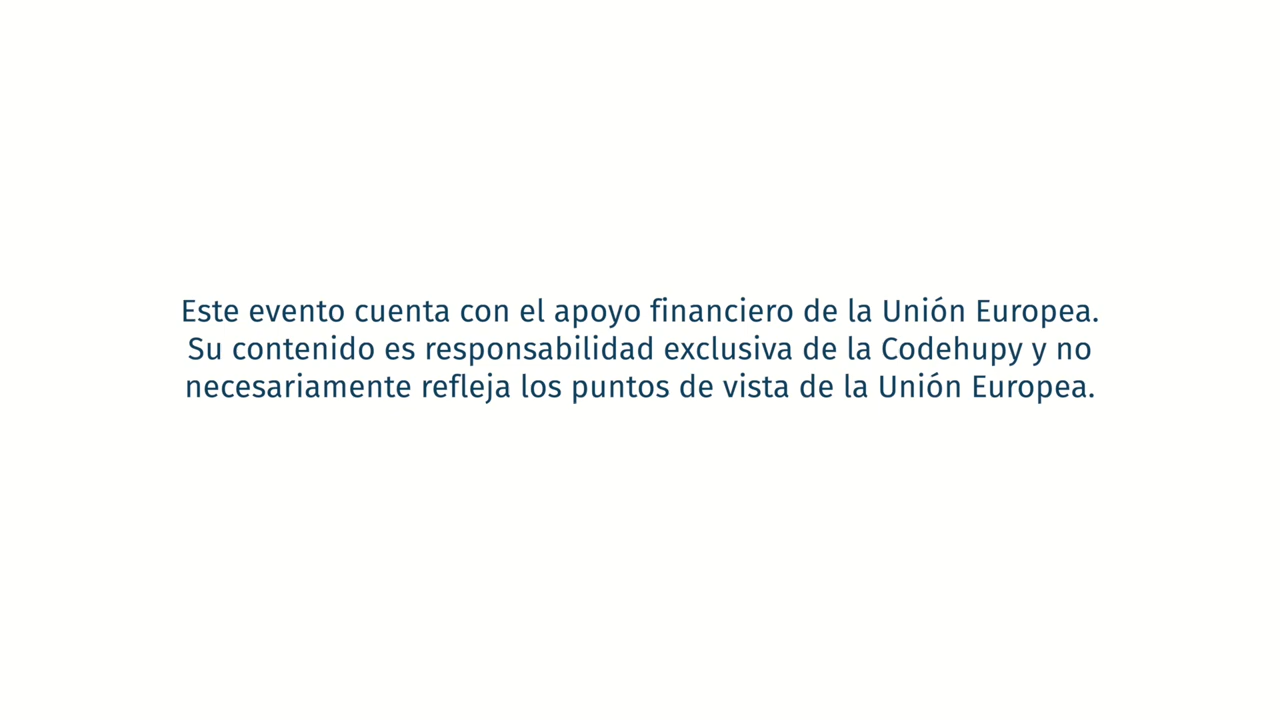 Este evento cuenta con el apoyo financiero de la Unión Europea.
Su contenido es responsabilidad exclusiva de la Codehupy y no
necesariamente refleja los puntos de vista de la Unión Europea.